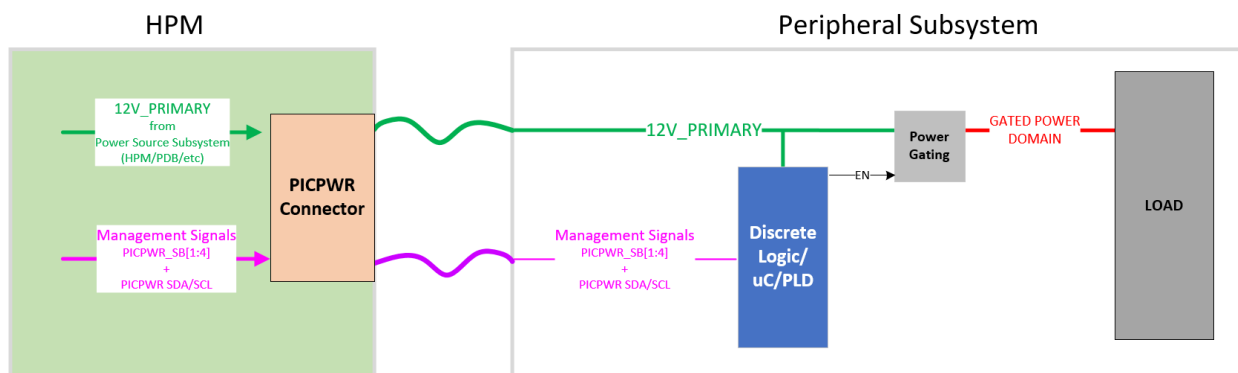 HPM
Peripheral Subsystem
12V_PRIMARY
from
Power Source Subsystem
(HPM/PDB/etc)
PICPWR
Connector
Management Signals
PICPWR_SB[1:4]
+
PICPWR SDA/SCL
12V_PRIMARY
Management Signals
PICPWR_SB[1:4]
+
PICPWR SDA/SCL
Discrete
Logic/
uC/PLD
EN
Power
Gating
GATED POWER
DOMAIN
LOAD